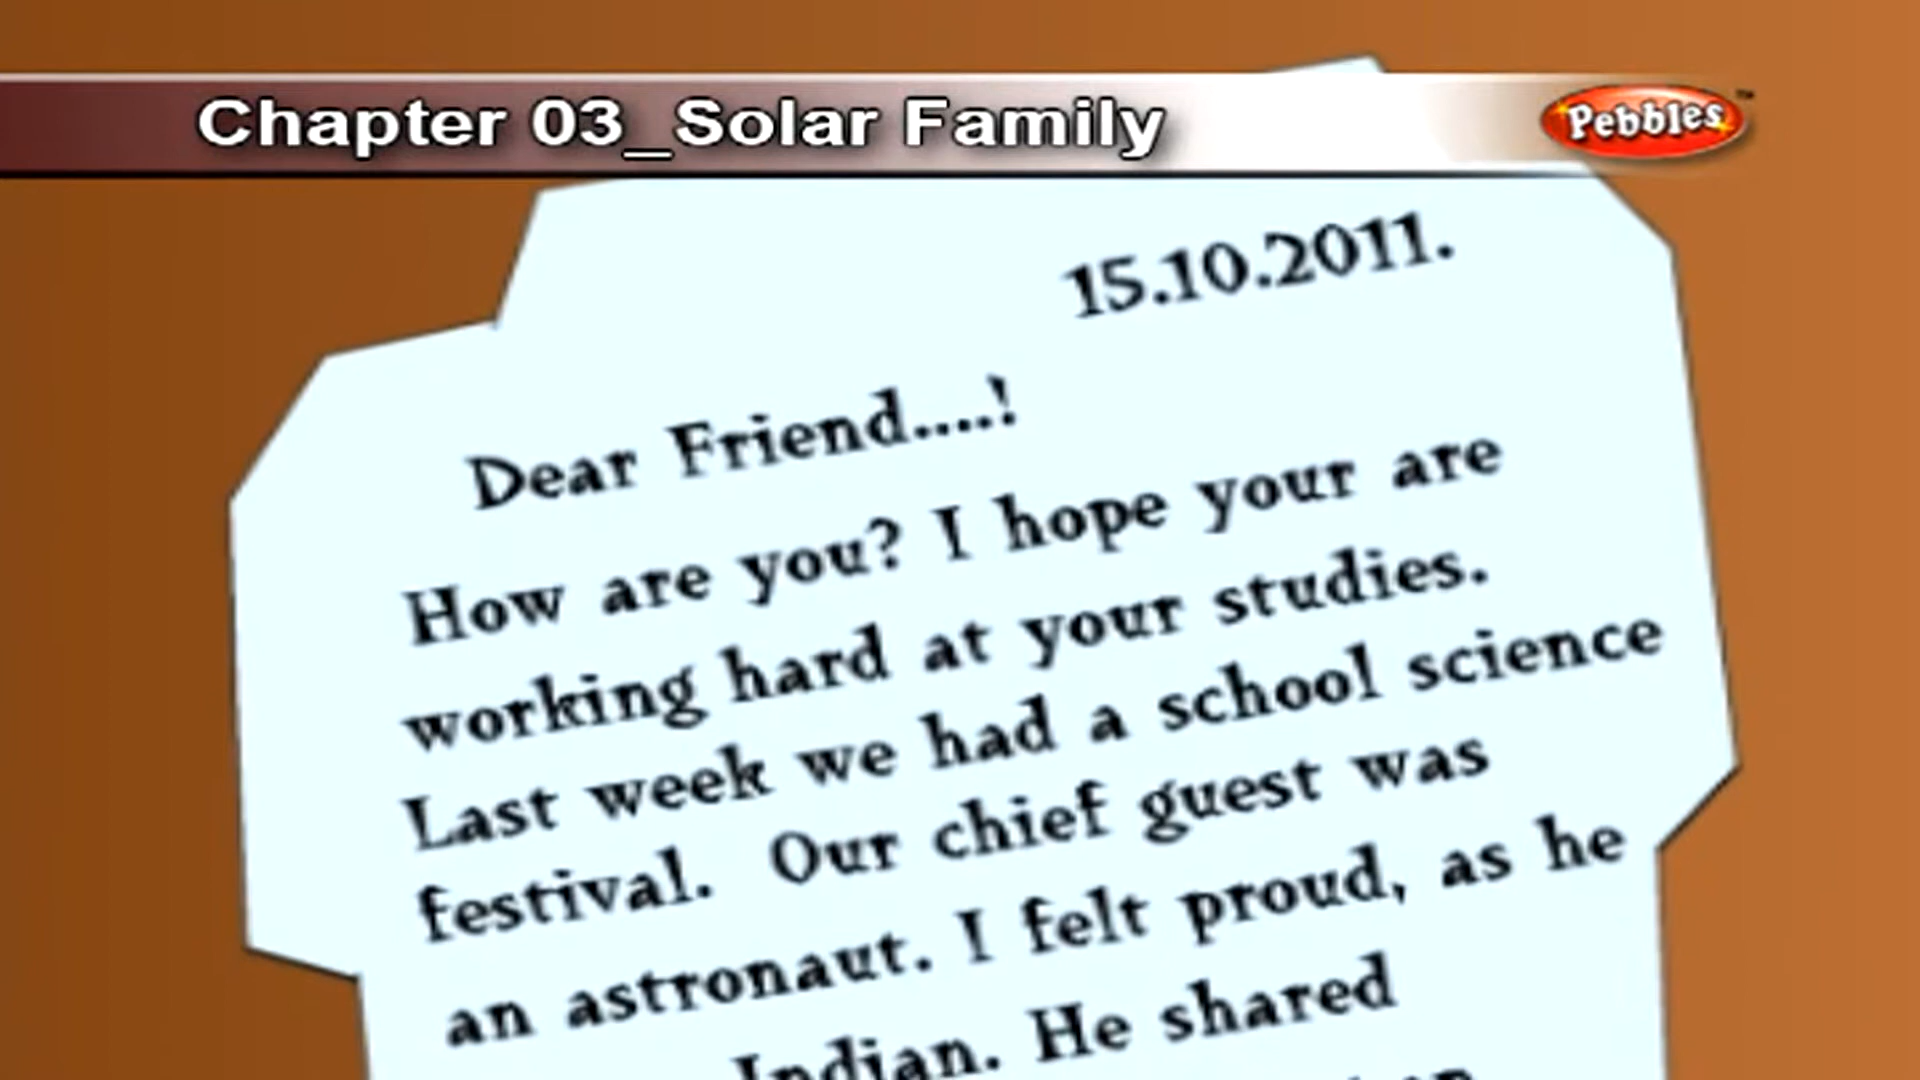 Chapter 03_Solar Family
Pebbles™
15.10.2011.
Dear Friend....!
How are you? I hope your are
working hard at your studies.
Last week we had a school science
festival. Our chief guest was
an astronaut. I felt proud, as he
Indian. He shared